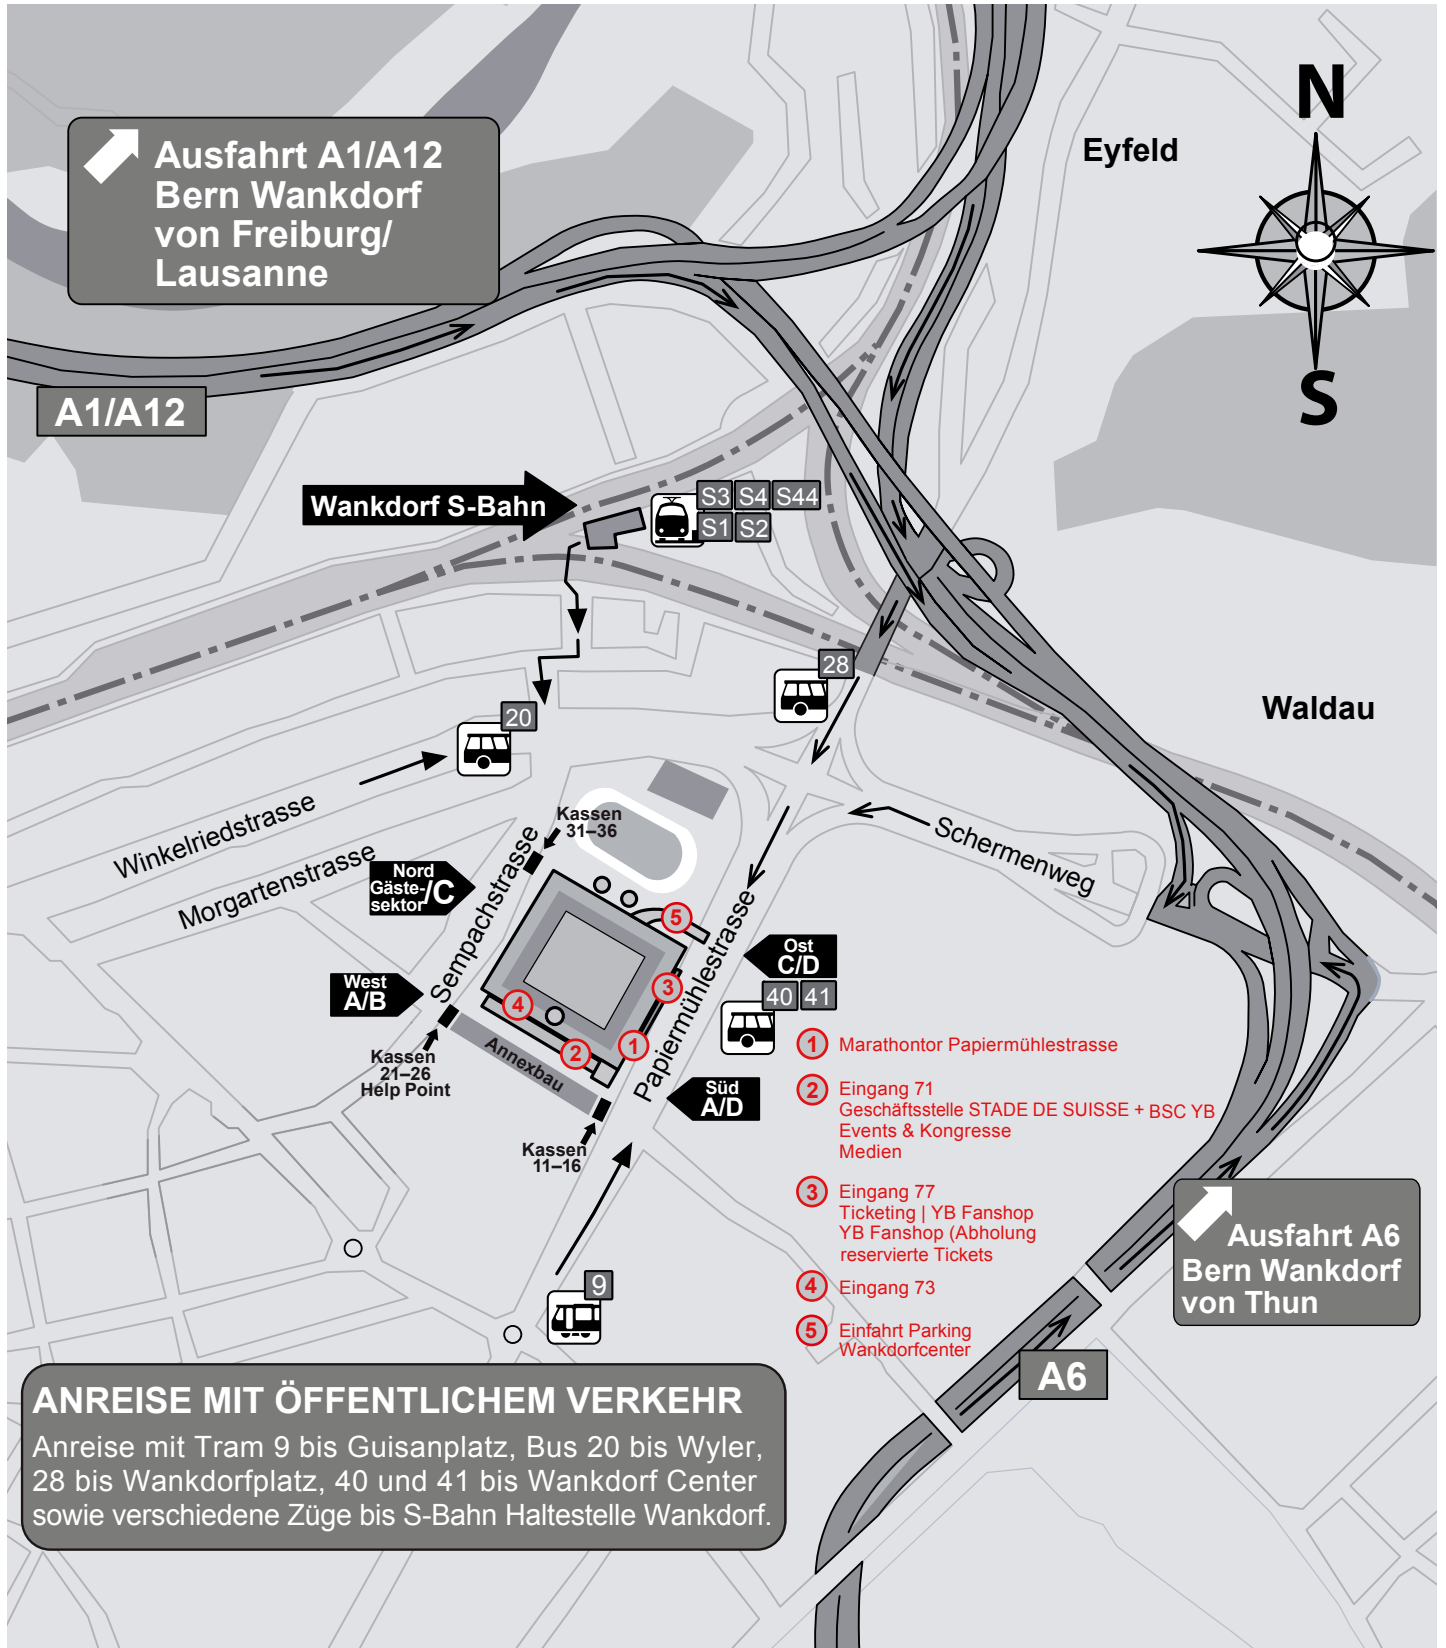 N
Eyfeld
Ausfahrt A1/A12
Bern Wankdorf
von Freiburg/
Lausanne
S
A1/A12
Wankdorf S-Bahn
S3 S4 S44
S1 S2
28
Waldau
20
Winkelriedstrasse
Morgartenstrasse
Kassen
31–36
Sempachstrasse
Nord
Gäste-
sektor/C
Schermenweg
5
Papiermühlestrasse
Ost
C/D
40 41
West
A/B
3
4
1
2
Annexbau
Kassen
21–26
Help Point
Süd
A/D
Kassen
11–16
9
1 Marathontor Papiermühlestrasse
2 Eingang 71
Geschäftsstelle STADE DE SUISSE + BSC YB
Events & Kongresse
Medien
3 Eingang 77
Ticketing | YB Fanshop
YB Fanshop (Abholung
reservierte Tickets
4 Eingang 73
5 Einfahrt Parking
Wankdorfcenter
Ausfahrt A6
Bern Wankdorf
von Thun
A6
ANREISE MIT ÖFFENTLICHEM VERKEHR
Anreise mit Tram 9 bis Guisanplatz, Bus 20 bis Wyler,
28 bis Wankdorfplatz, 40 und 41 bis Wankdorf Center
sowie verschiedene Züge bis S-Bahn Haltestelle Wankdorf.